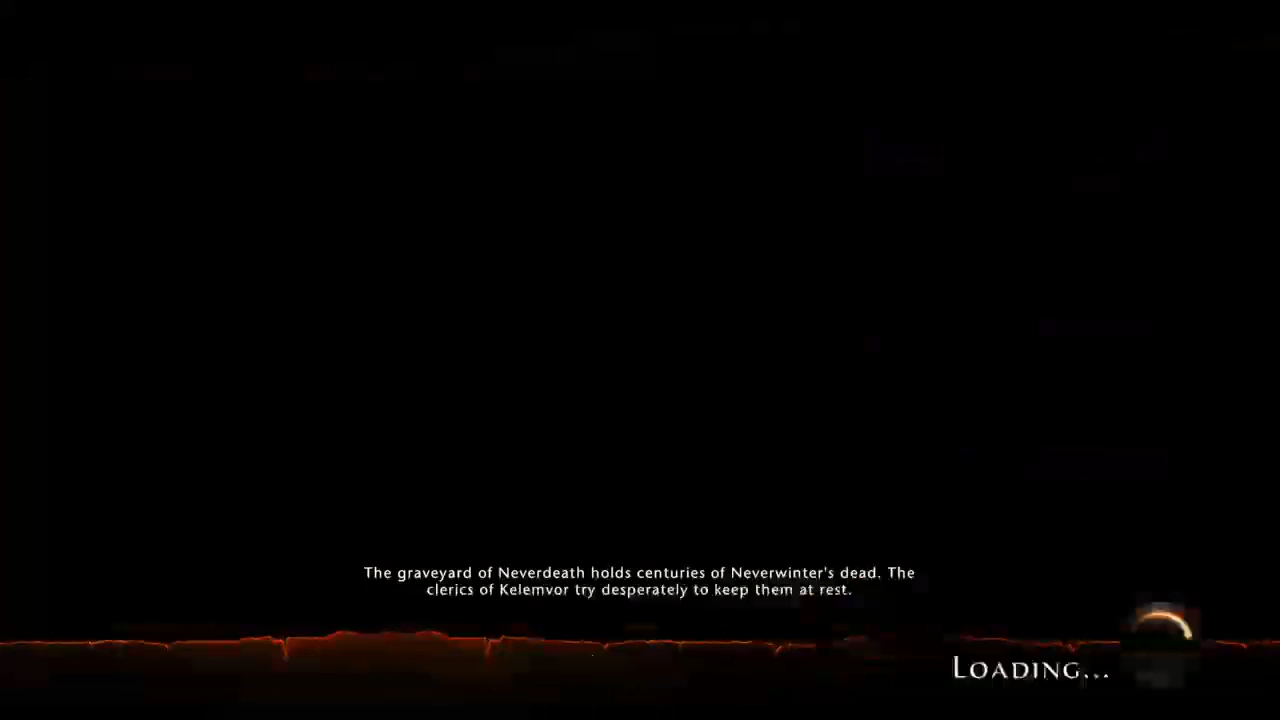 The graveyard of Neverdeath holds centuries of Neverwinter's dead. The
clerics of Kelemvor try desperately to keep them at rest.
Loading...